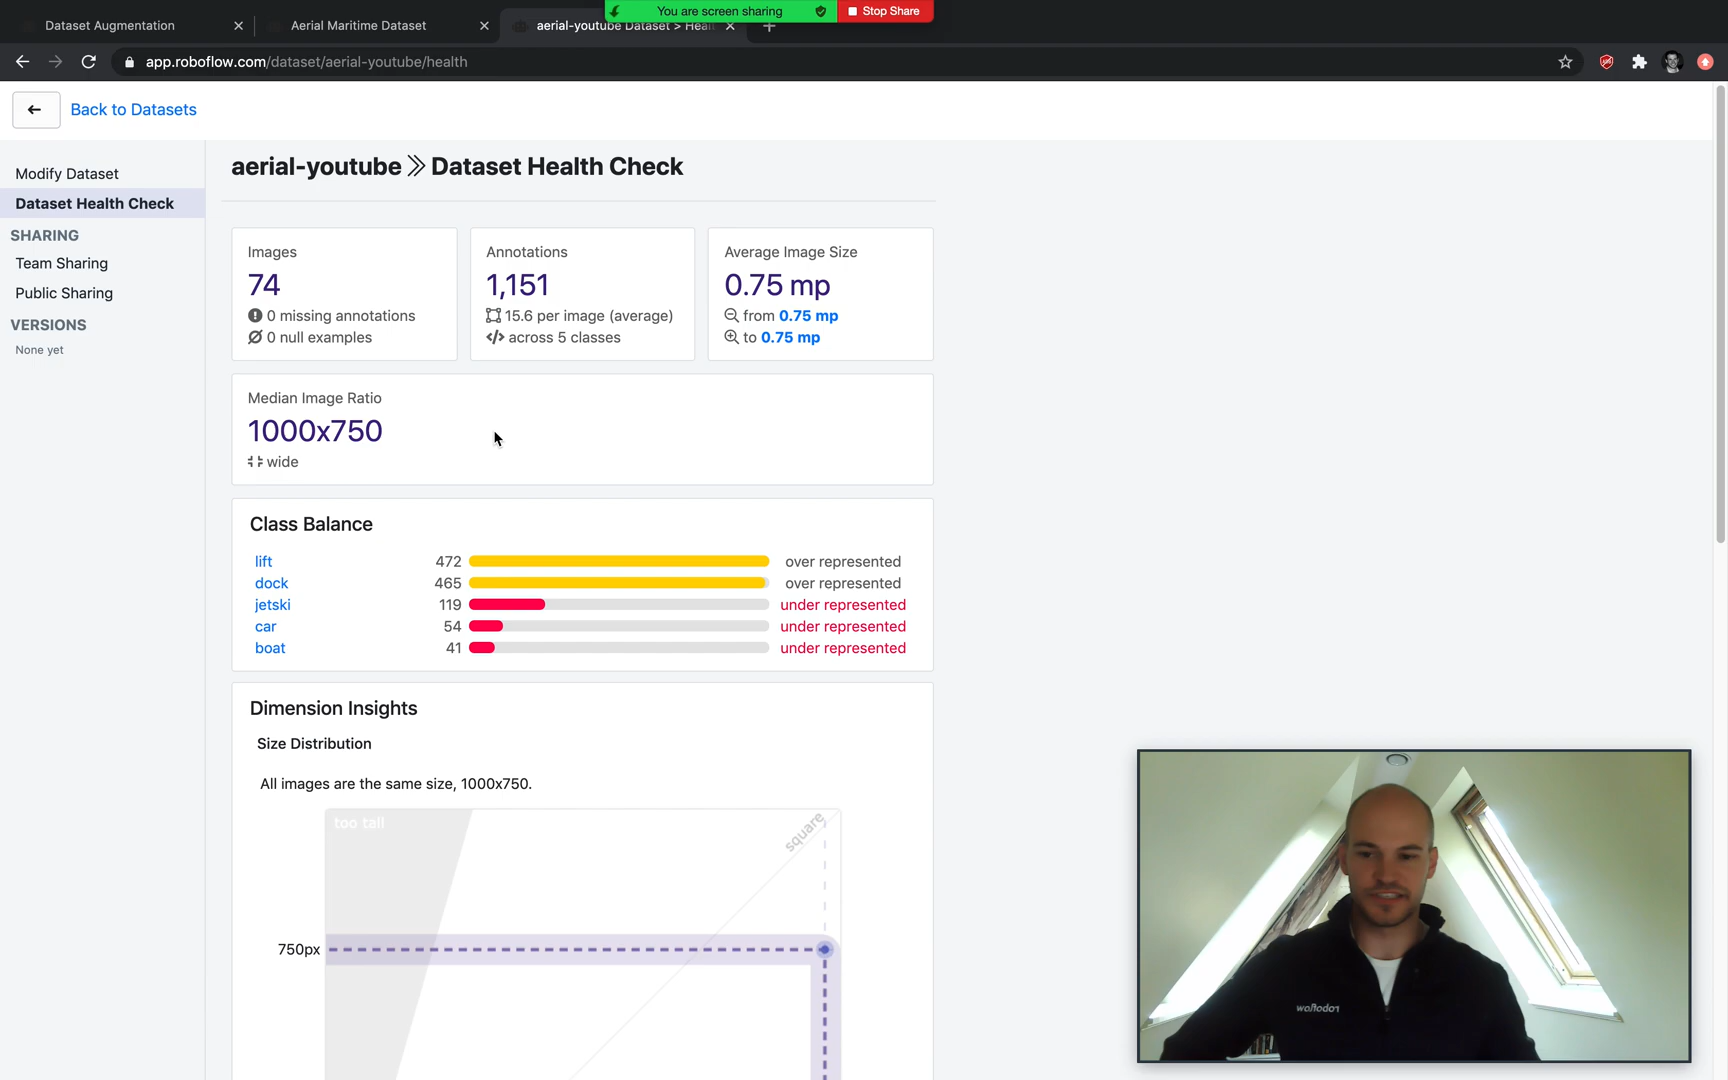 Dataset Augmentation
Aerial Maritime Dataset
aerial-youtube Dataset > Heal
You are screen sharing
Stop Share
app.roboflow.com/dataset/aerial-youtube/health
Back to Datasets
Modify Dataset
Dataset Health Check
SHARING
Team Sharing
Public Sharing
VERSIONS
None yet
aerial-youtube Dataset Health Check
Images
74
0 missing annotations
0 null examples
Annotations
1,151
15.6 per image (average)
across 5 classes
Average Image Size
0.75 mp
from 0.75 mp
to 0.75 mp
Median Image Ratio
1000x750
wide
Class Balance
lift 472 over represented
dock 465 over represented
jetski 119 under represented
car 54 under represented
boat 41 under represented
Dimension Insights
Size Distribution
All images are the same size, 1000x750.
too tall
square
750px
roboflow